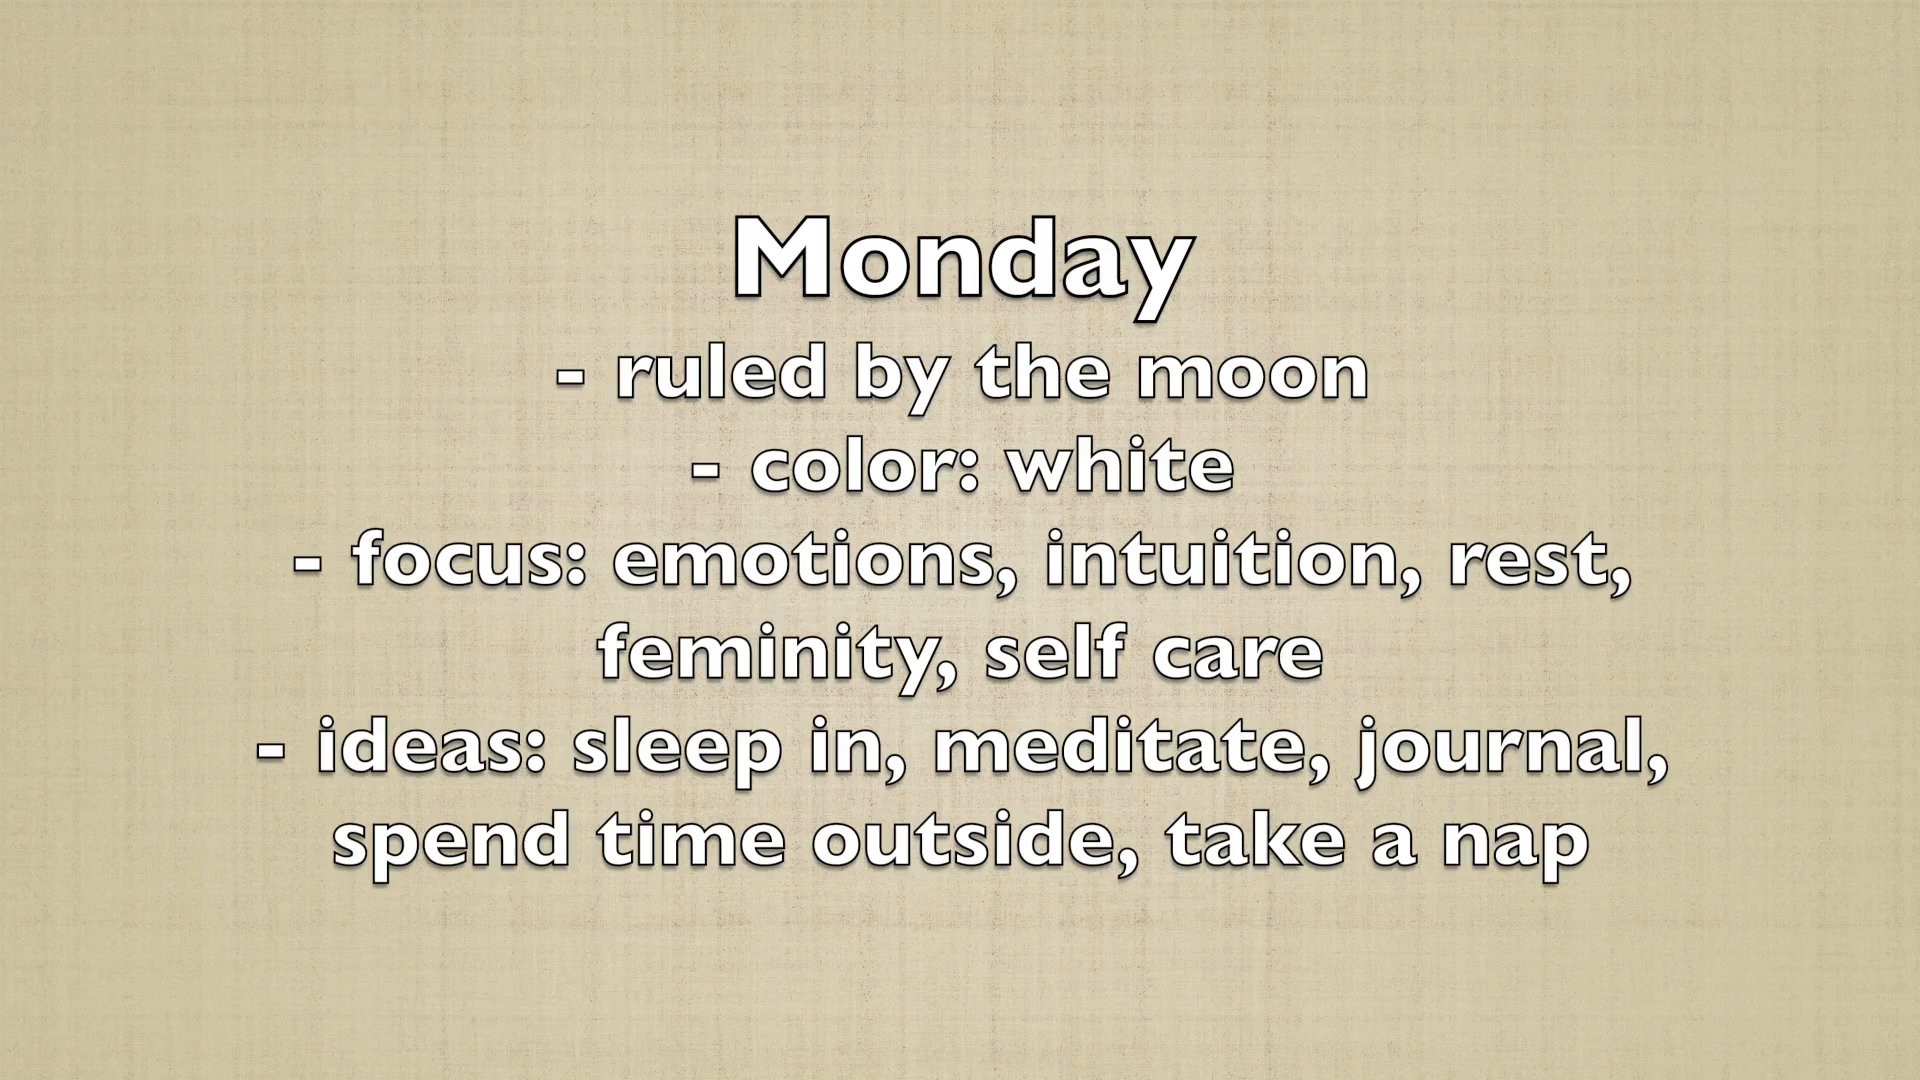 Monday
- ruled by the moon
- color: white
- focus: emotions, intuition, rest,
feminity, self care
- ideas: sleep in, meditate, journal,
spend time outside, take a nap